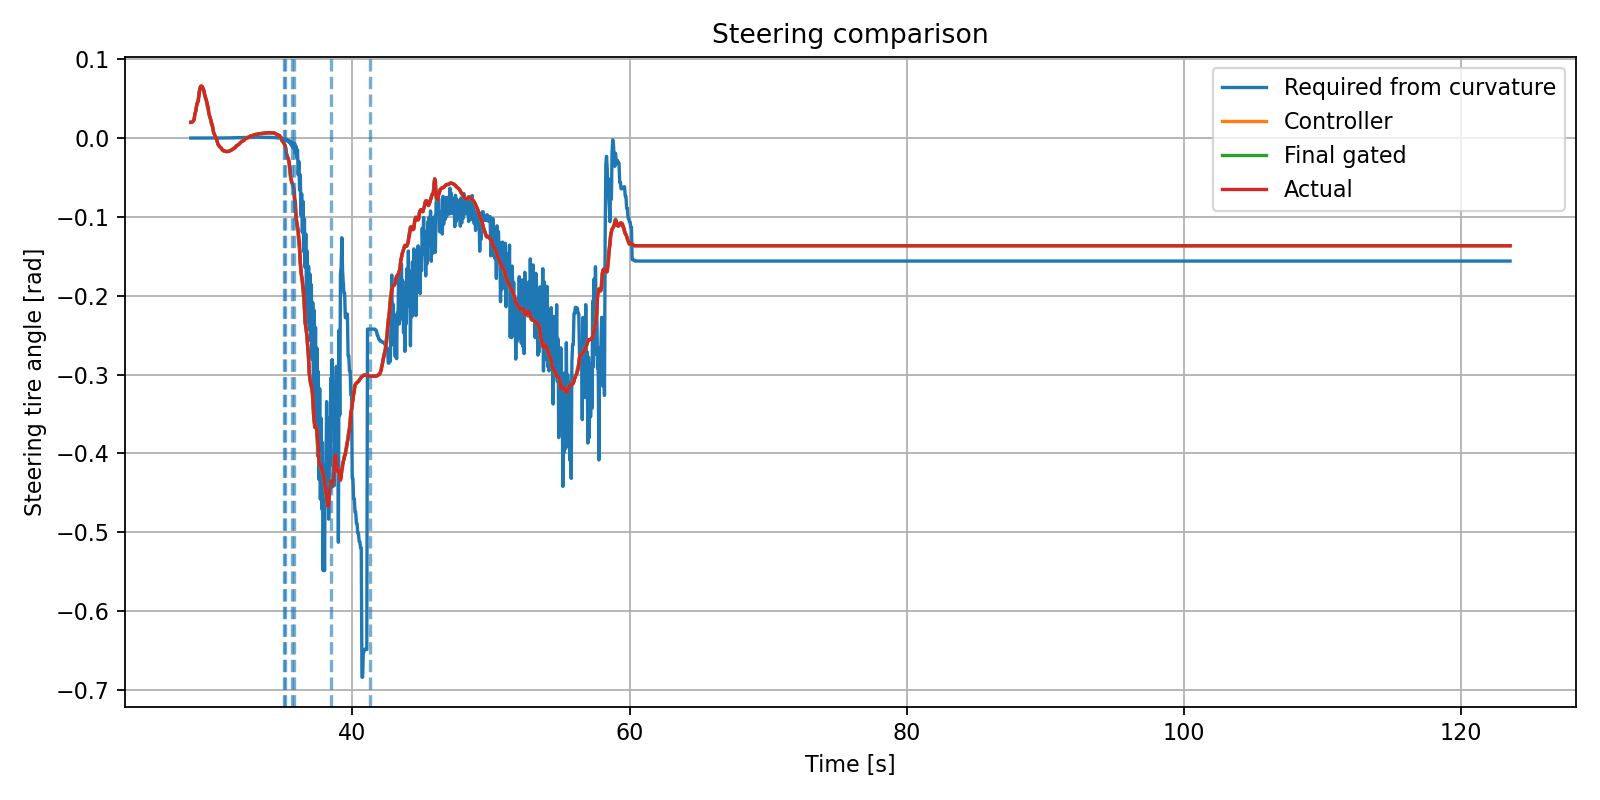 Steering comparison
0.1
0.0
−0.1
−0.2
−0.3
−0.4
−0.5
−0.6
−0.7
Steering tire angle [rad]
Required from curvature
Controller
Final gated
Actual
40
60
80
100
120
Time [s]